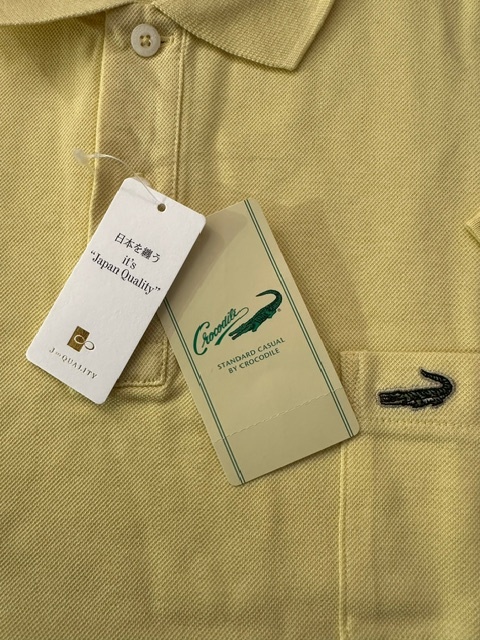 日本を纏う
it's
"Japan Quality"
J∞QUALITY
Crocodile
STANDARD CASUAL
BY CROCODILE